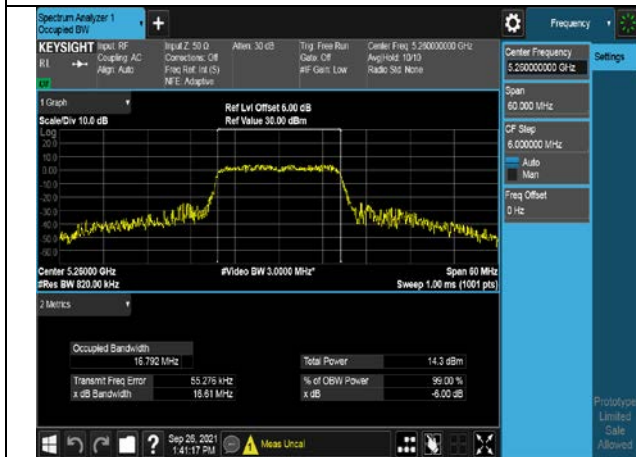 Spectrum Analyzer 1
Occupied BW
+
Frequency
KEYSIGHT
RL
Input: RF
Coupling: AC
Align: Auto
Input Z: 50 Ω
Corrections: Off
Freq Ref: Int (S)
NFE: Adaptive
Atten: 30 dB
Trig: Free Run
Gate: Off
#IF Gain: Low
Center Freq: 5.260000000 GHz
Avg|Hold: 10/10
Radio Std: None
Center Frequency
5.260000000 GHz
Settings
Span
60.000 MHz
CF Step
6.000000 MHz
Auto
Man
Freq Offset
0 Hz
1 Graph
Scale/Div 10.0 dB
Ref Lvl Offset 6.00 dB
Ref Value 30.00 dBm
Log
20.0
10.0
0.00
-10.0
-20.0
-30.0
-40.0
-50.0
-60.0
Center 5.26000 GHz
#Res BW 820.00 kHz
#Video BW 3.0000 MHz*
Span 60 MHz
Sweep 1.00 ms (1001 pts)
2 Metrics
Occupied Bandwidth
16.792 MHz
Total Power 14.3 dBm
Transmit Freq Error 55.276 kHz
% of OBW Power 99.00 %
x dB Bandwidth 16.61 MHz
x dB -6.00 dB
Prototype
Limited
Sale
Allowed
?
Sep 26, 2021
1:41:17 PM
Meas Uncal